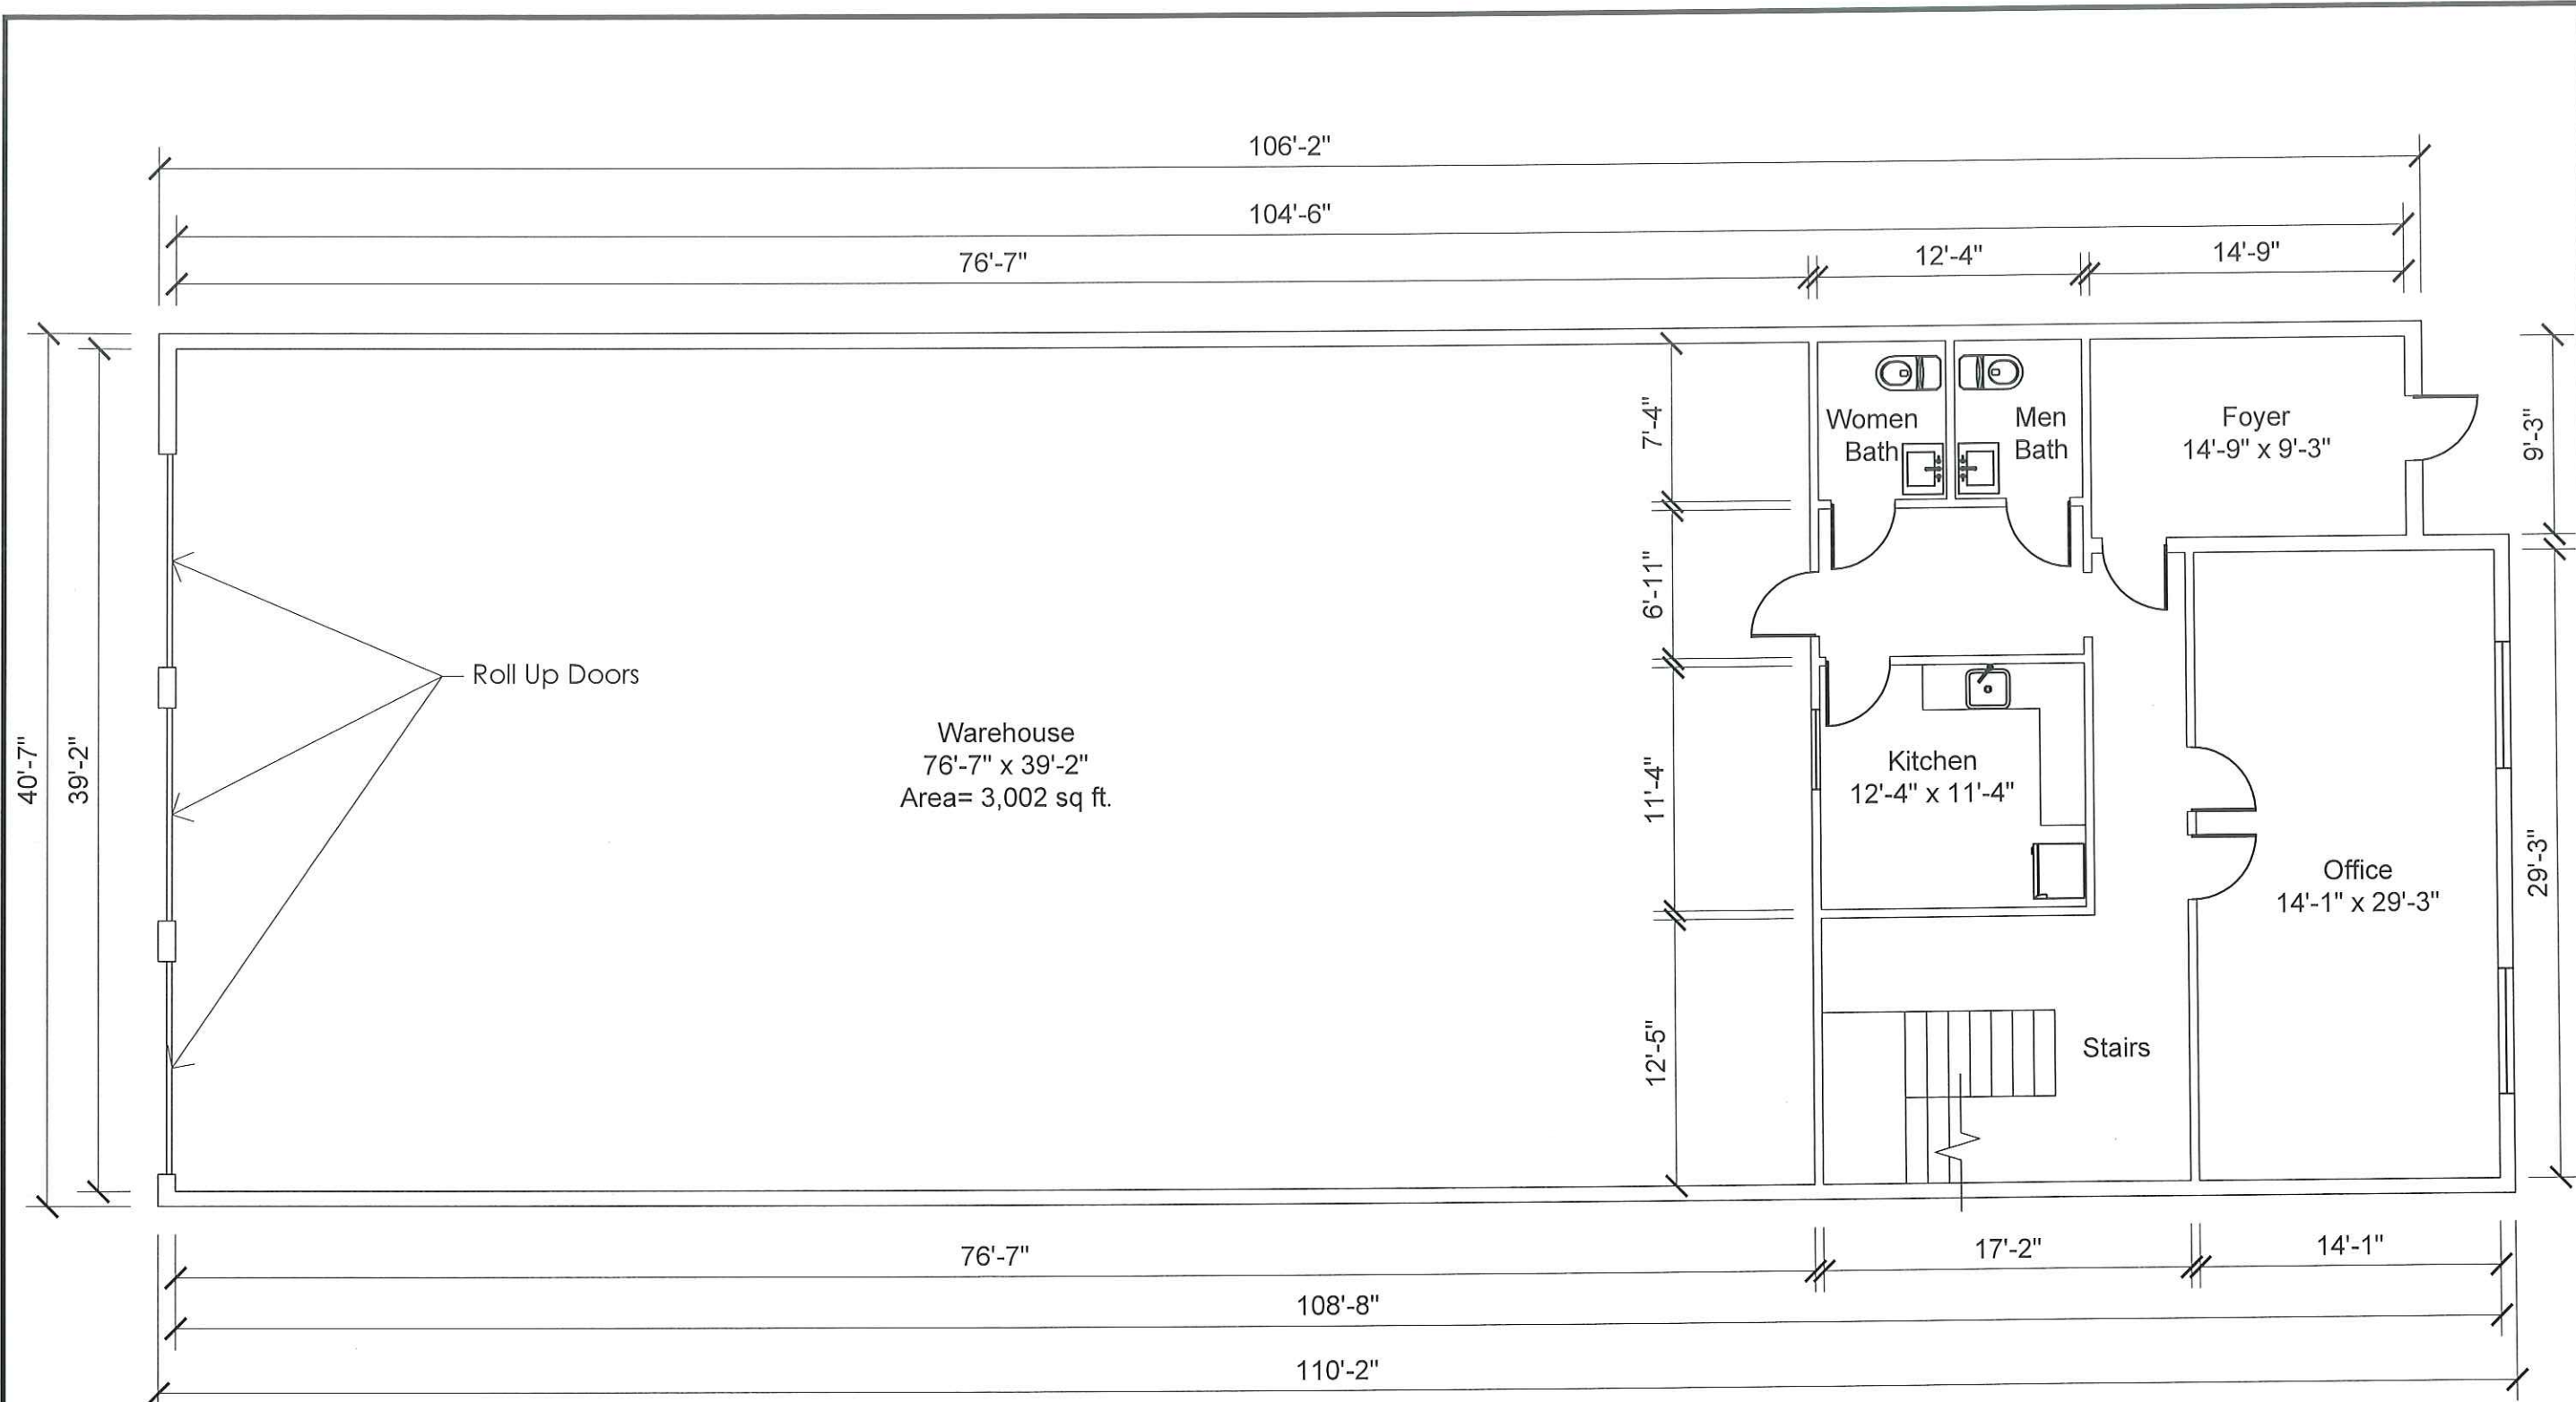 106'-2"
104'-6"
76'-7"
12'-4"
14'-9"
40'-7"
39'-2"
Roll Up Doors
Warehouse
76'-7" x 39'-2"
Area= 3,002 sq ft.
7'-4"
6'-11"
11'-4"
12'-5"
Women
Bath
Men
Bath
Foyer
14'-9" x 9'-3"
9'-3"
Kitchen
12'-4" x 11'-4"
Office
14'-1" x 29'-3"
29'-3"
Stairs
76'-7"
17'-2"
14'-1"
108'-8"
110'-2"